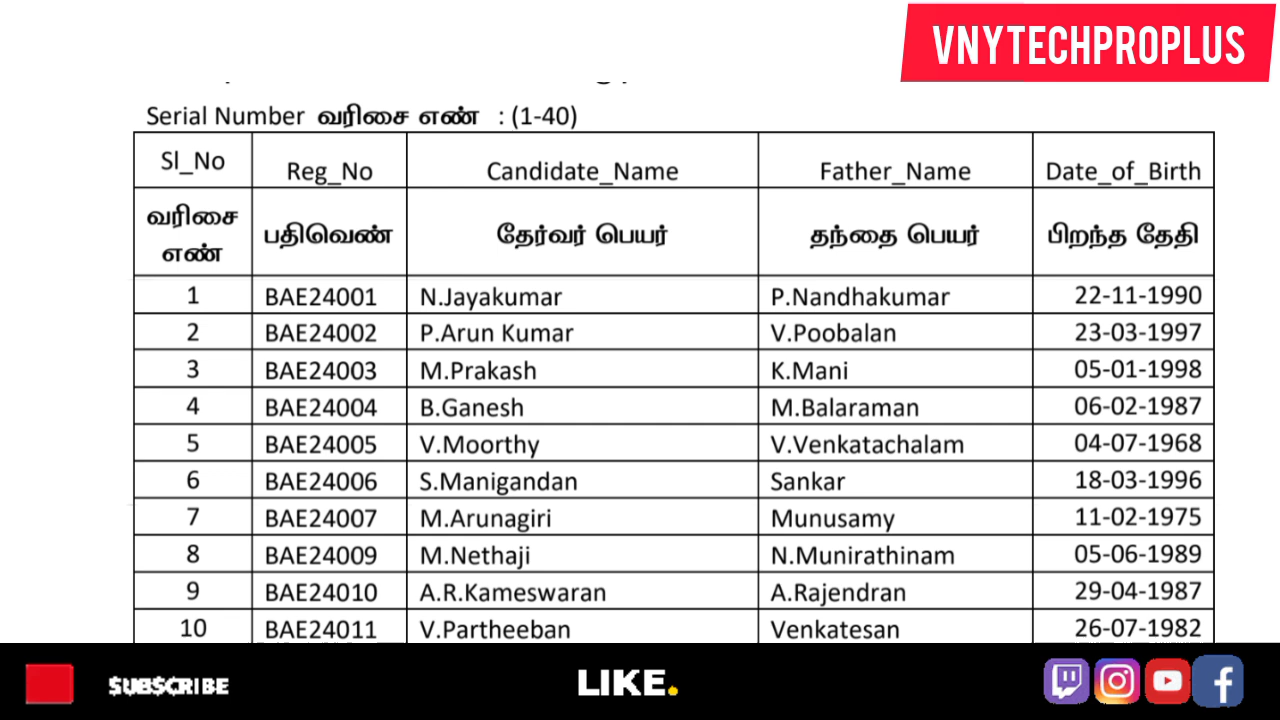 VNYTECHPROPLUS
Serial Number வரிசை எண் : (1-40)
Sl_No Reg_No Candidate_Name Father_Name Date_of_Birth
வரிசை எண் பதிவெண் தேர்வர் பெயர் தந்தை பெயர் பிறந்த தேதி
1 BAE24001 N.Jayakumar P.Nandhakumar 22-11-1990
2 BAE24002 P.Arun Kumar V.Poobalan 23-03-1997
3 BAE24003 M.Prakash K.Mani 05-01-1998
4 BAE24004 B.Ganesh M.Balaraman 06-02-1987
5 BAE24005 V.Moorthy V.Venkatachalam 04-07-1968
6 BAE24006 S.Manigandan Sankar 18-03-1996
7 BAE24007 M.Arunagiri Munusamy 11-02-1975
8 BAE24009 M.Nethaji N.Munirathinam 05-06-1989
9 BAE24010 A.R.Kameswaran A.Rajendran 29-04-1987
10 BAE24011 V.Partheeban Venkatesan 26-07-1982
SUBSCRIBE LIKE.